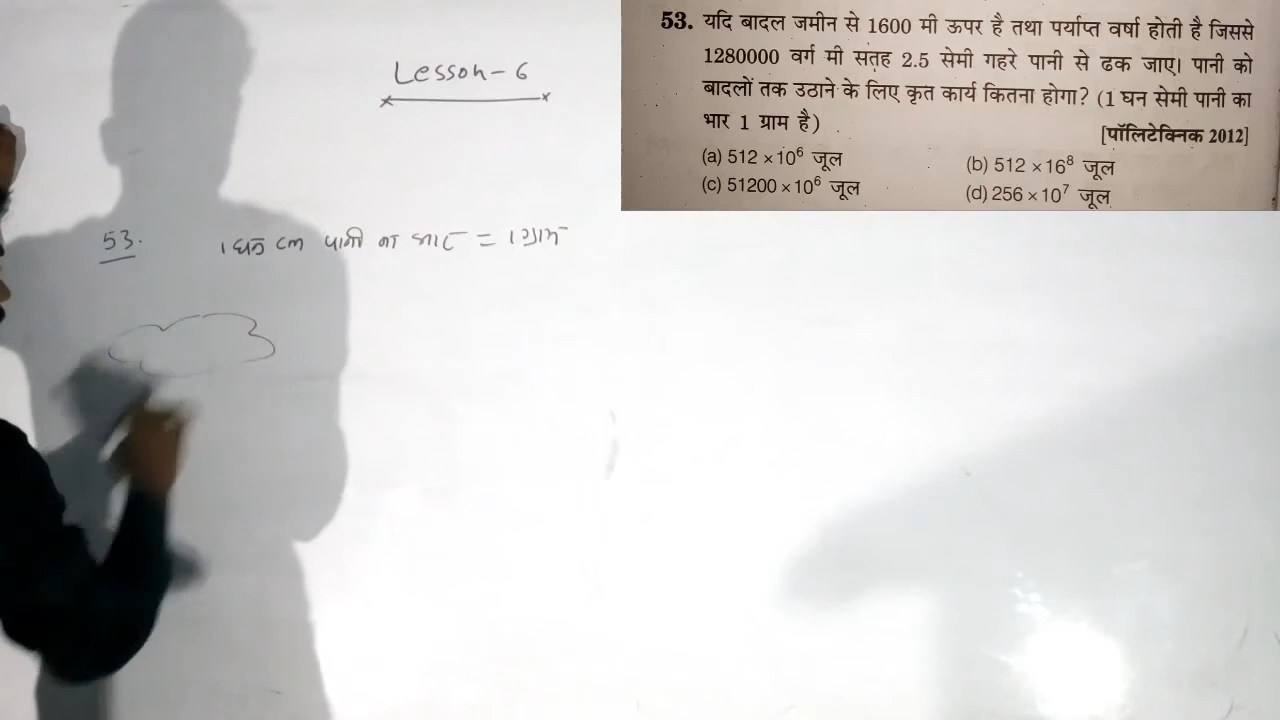 Lesson-6
53. यदि बादल जमीन से 1600 मी ऊपर है तथा पर्याप्त वर्षा होती है जिससे
1280000 वर्ग मी सतह 2.5 सेमी गहरे पानी से ढक जाए। पानी को
बादलों तक उठाने के लिए कृत कार्य कितना होगा? (1 घन सेमी पानी का
भार 1 ग्राम है)
[पॉलिटेक्निक 2012]
(a) 512 ×10⁶ जूल
(b) 512 ×16⁸ जूल
(c) 51200 ×10⁶ जूल
(d) 256 ×10⁷ जूल
53. 1 घन cm पानी का भार = 1 ग्राम